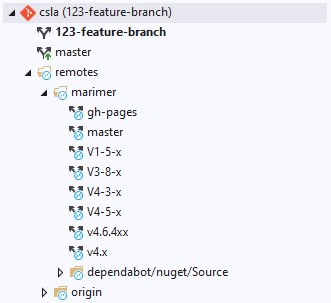 csla (123-feature-branch)
123-feature-branch
master
remotes
marimer
gh-pages
master
V1-5-x
V3-8-x
V4-3-x
V4-5-x
v4.6.4xx
v4.x
dependabot/nuget/Source
origin